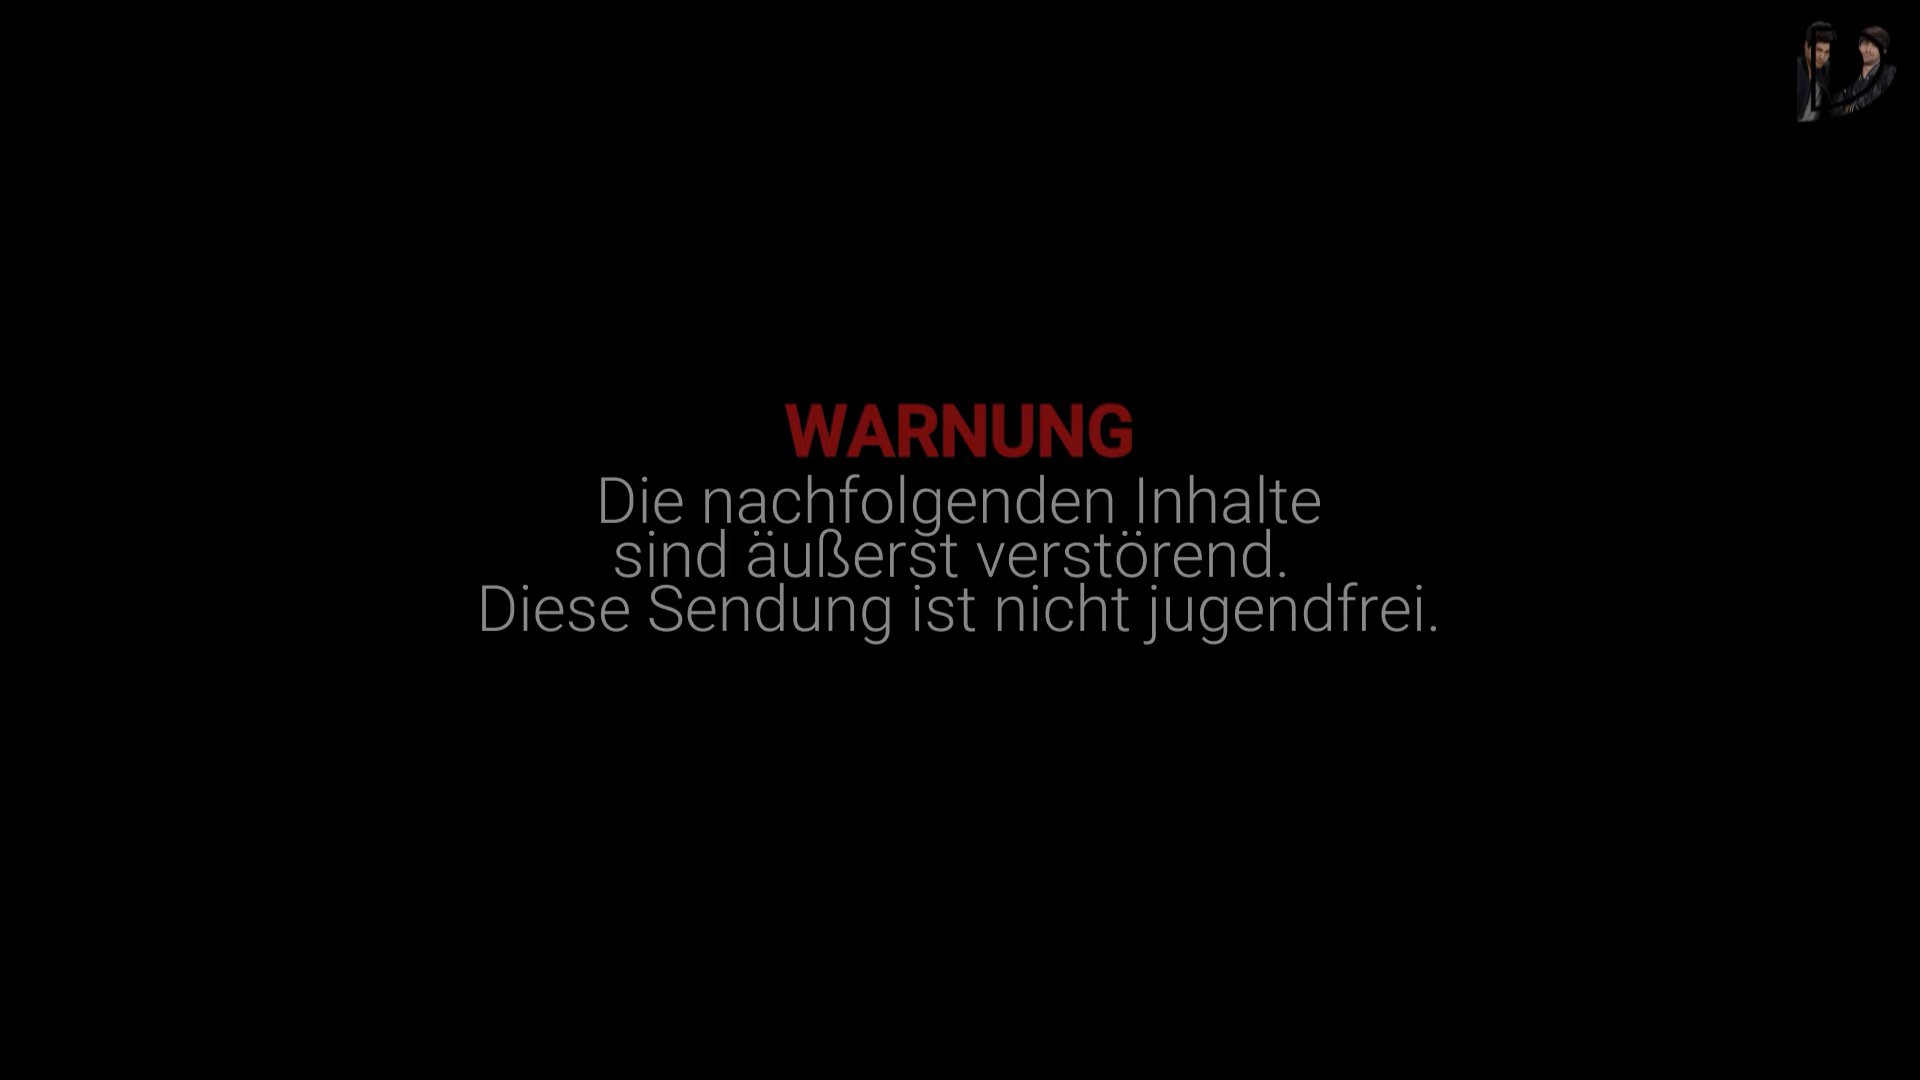 WARNUNG
Die nachfolgenden Inhalte
sind äußerst verstörend.
Diese Sendung ist nicht jugendfrei.